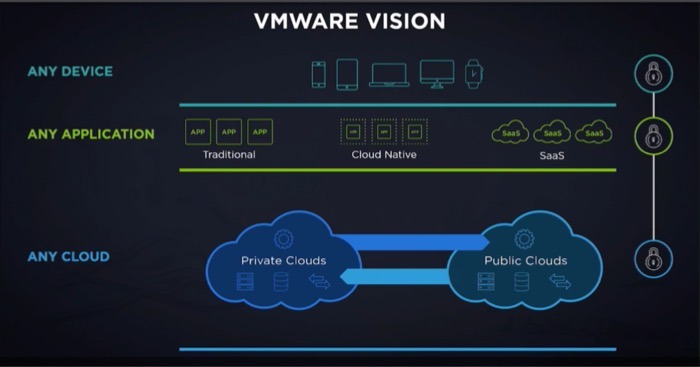 VMWARE VISION
ANY DEVICE
ANY APPLICATION
APP APP APP
APP APP APP
SaaS SaaS SaaS
Traditional
Cloud Native
SaaS
ANY CLOUD
Private Clouds
Public Clouds